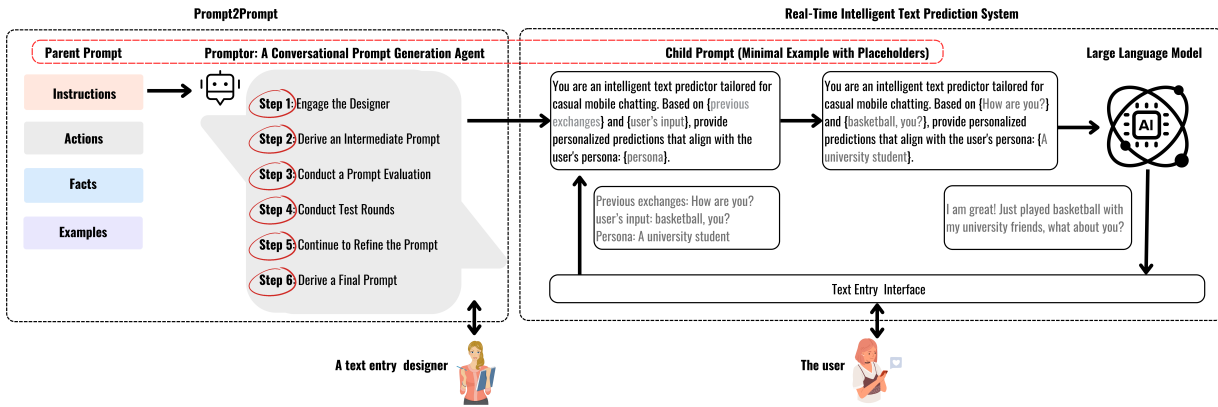 Prompt2Prompt
Real-Time Intelligent Text Prediction System
Parent Prompt
Promptor: A Conversational Prompt Generation Agent
Child Prompt (Minimal Example with Placeholders)
Large Language Model
Instructions
Actions
Facts
Examples
Step 1: Engage the Designer
Step 2: Derive an Intermediate Prompt
Step 3: Conduct a Prompt Evaluation
Step 4: Conduct Test Rounds
Step 5: Continue to Refine the Prompt
Step 6: Derive a Final Prompt
You are an intelligent text predictor tailored for
casual mobile chatting. Based on {previous
exchanges} and {user's input}, provide
personalized predictions that align with the
user's persona: {persona}.
You are an intelligent text predictor tailored for
casual mobile chatting. Based on {How are you?}
and {basketball, you?}, provide personalized
predictions that align with the user's persona: {A
university student}.
AI
Previous exchanges: How are you?
user's input: basketball, you?
Persona: A university student
I am great! Just played basketball with
my university friends, what about you?
Text Entry Interface
A text entry designer
The user